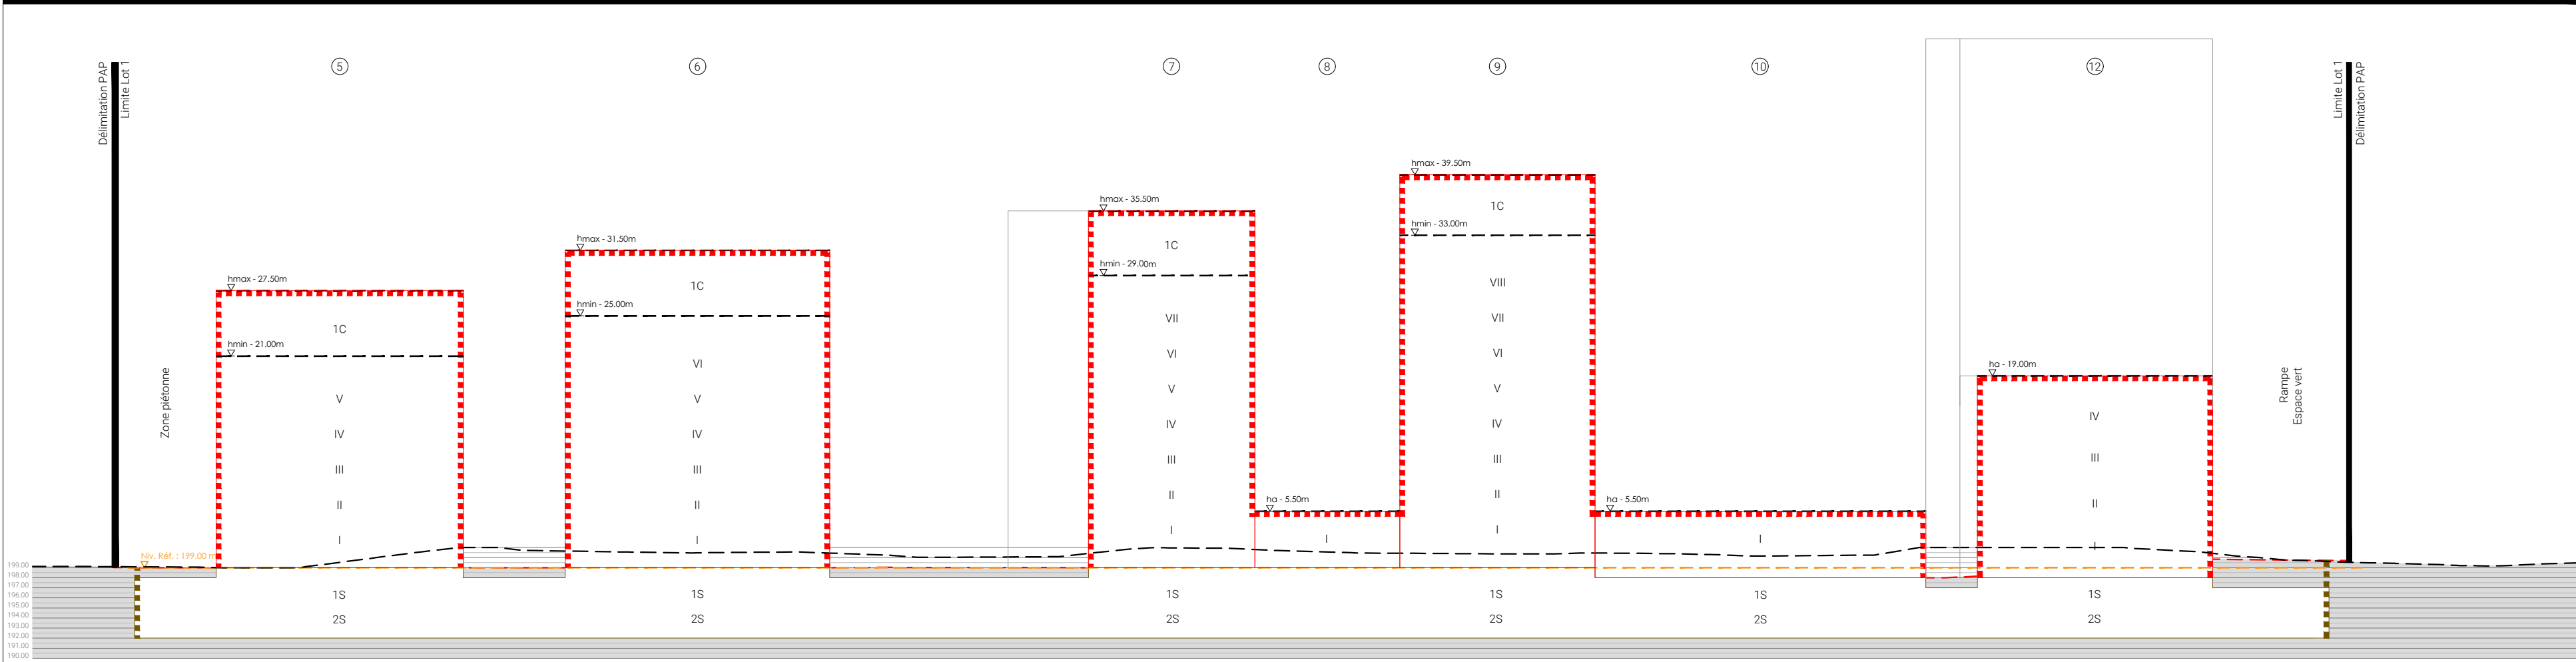 5
6
7
8
9
10
12
Délimitation PAP
Limite Lot 1
Limite Lot 1
Délimitation PAP
Zone piétonne
hmax - 27.50m
1C
hmin - 21.00m
V
IV
III
II
I
1S
2S
hmax - 31.50m
1C
hmin - 25.00m
VI
V
IV
III
II
I
1S
2S
hmax - 35.50m
1C
hmin - 29.00m
VII
VI
V
IV
III
II
I
1S
2S
ha - 5.50m
I
hmax - 39.50m
1C
hmin - 33.00m
VIII
VII
VI
V
IV
III
II
I
1S
2S
ha - 5.50m
I
1S
2S
ha - 19.00m
IV
III
II
I
1S
2S
Rampe
Espace vert
Niv. Réf. : 199.00 m
199.00
198.00
197.00
196.00
195.00
194.00
193.00
192.00
191.00
190.00